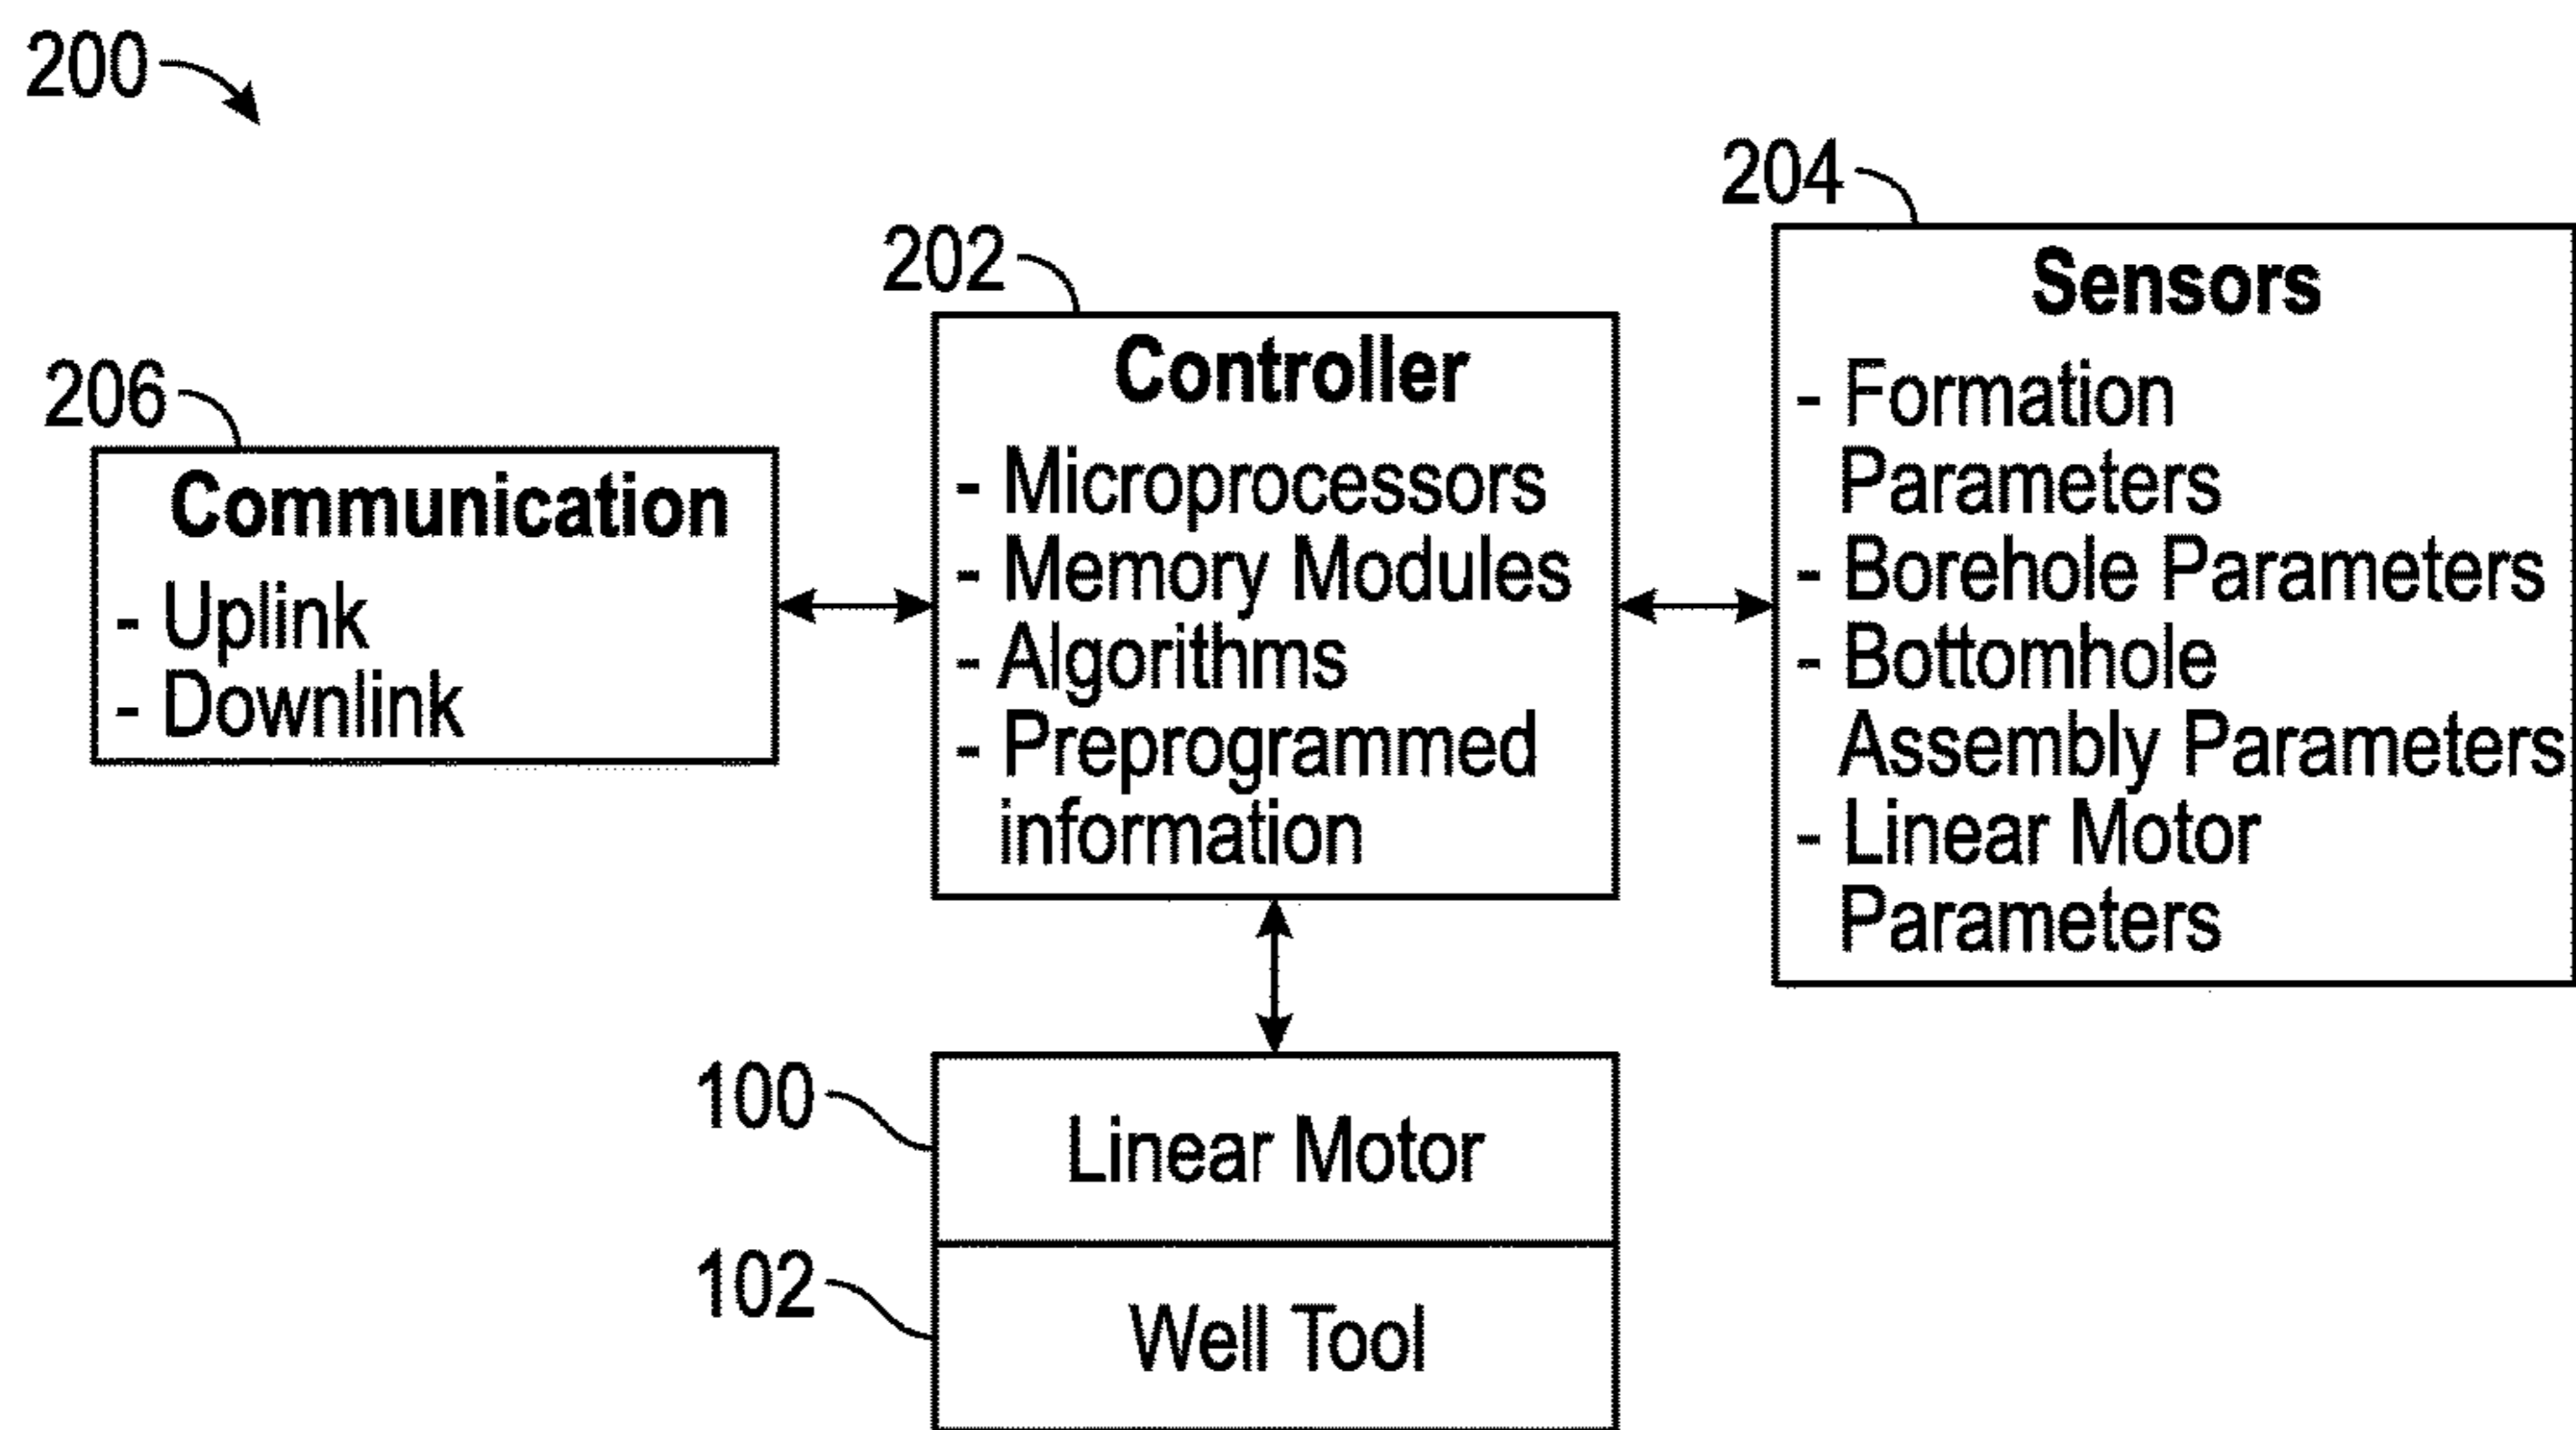 200
206
Communication
- Uplink
- Downlink
202
Controller
- Microprocessors
- Memory Modules
- Algorithms
- Preprogrammed
information
204
Sensors
- Formation
Parameters
- Borehole Parameters
- Bottomhole
Assembly Parameters
- Linear Motor
Parameters
100
Linear Motor
102
Well Tool